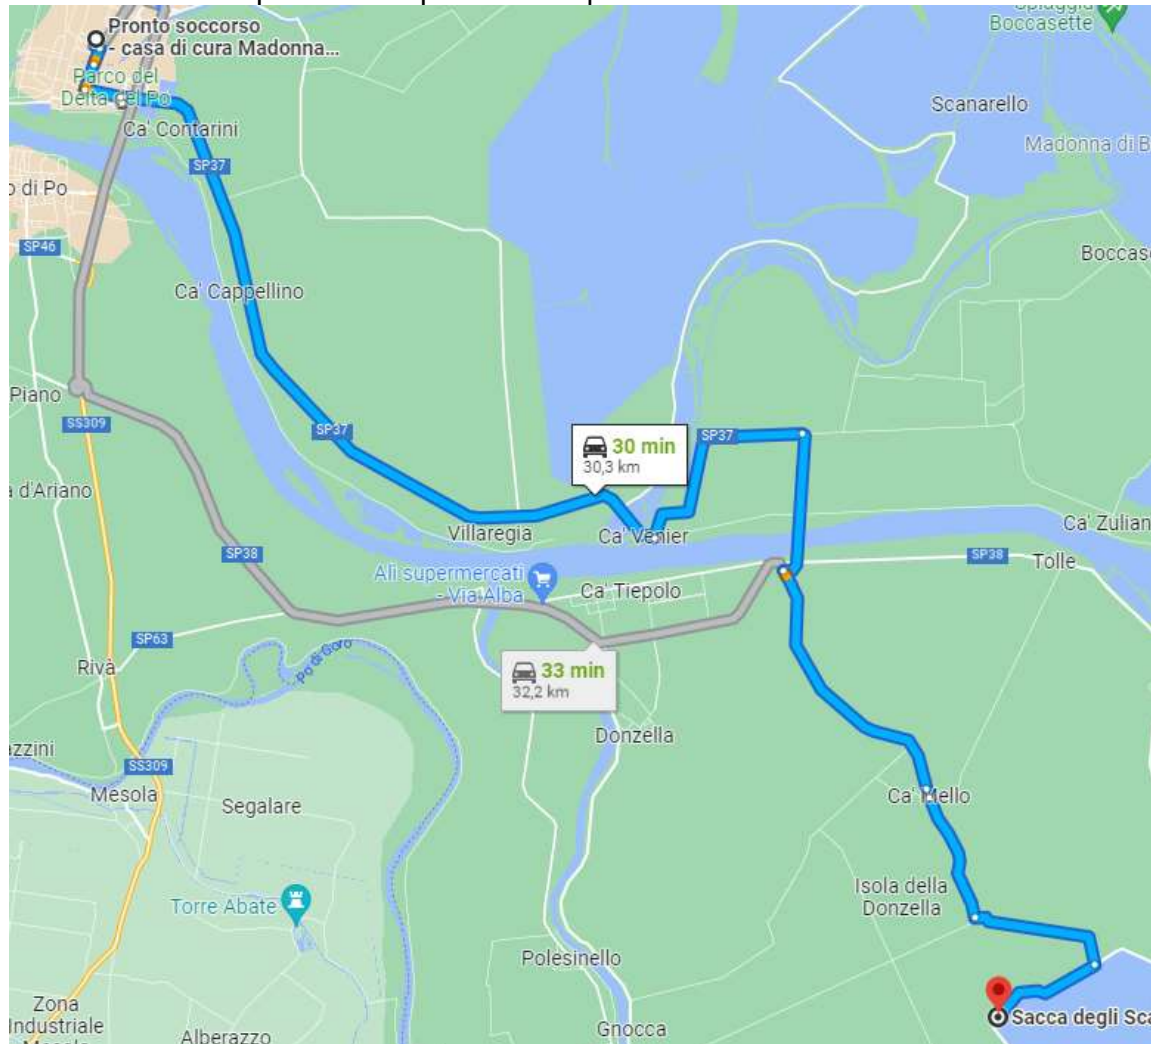 Pronto soccorso
- casa di cura Madonna...
Boccasette
Parco del
Delta del Po
Scanarello
Ca' Contarini
Madonna di B
SP37
o di Po
SP46
Boccas
Ca' Cappellino
Piano
SS309
SP37
30 min
30,3 km
SP37
a d'Ariano
Villaregia
Ca' Venier
Ca' Zulian
SP38
SP38
Tolle
Alì supermercati
- Via Alba
Ca' Tiepolo
SP63
Rivà
Po di Goro
33 min
32,2 km
Donzella
azzini
SS309
Mesola
Segalare
Ca' Mello
Isola della
Donzella
Torre Abate
Polesinello
Zona
Industriale
Alberazzo
Gnocca
Sacca degli Sca